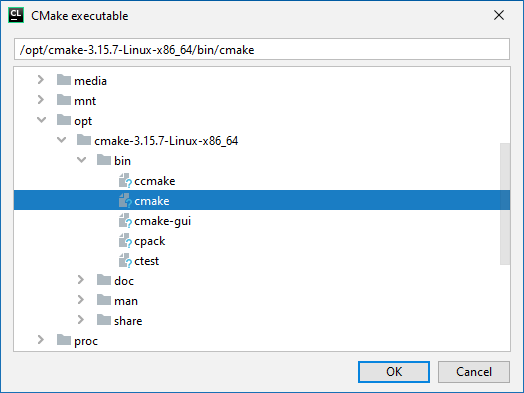 CL CMake executable
/opt/cmake-3.15.7-Linux-x86_64/bin/cmake
media
mnt
opt
cmake-3.15.7-Linux-x86_64
bin
ccmake
cmake
cmake-gui
cpack
ctest
doc
man
share
proc
OK Cancel